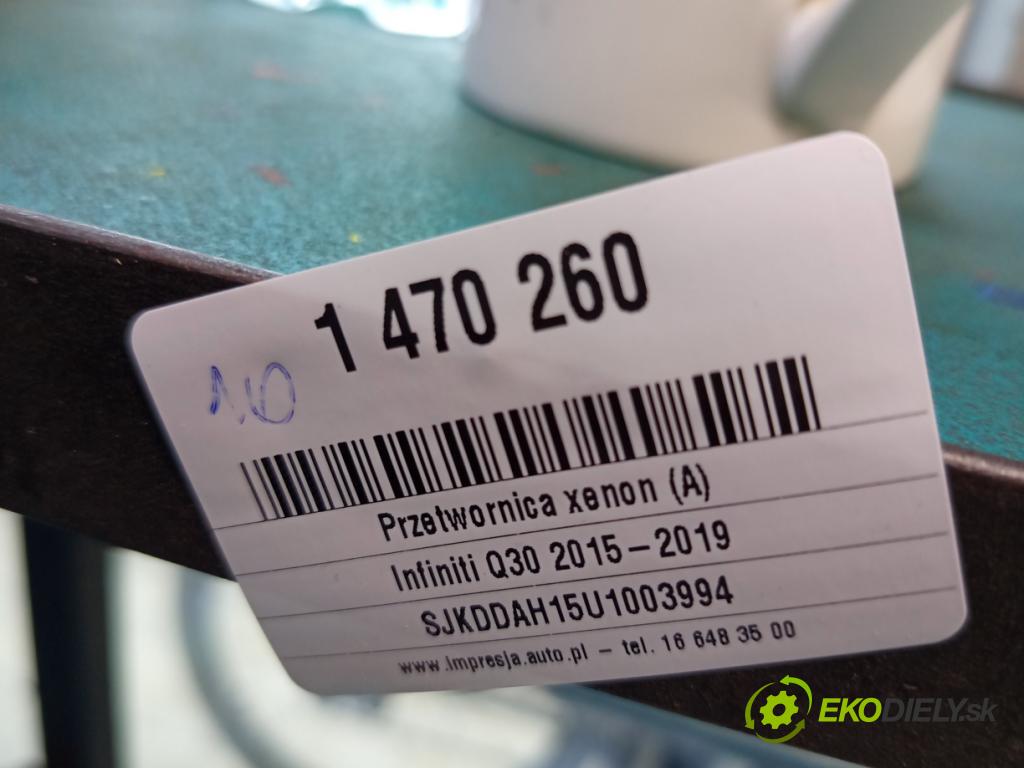 1 470 260
Przetwornica xenon (A)
Infiniti Q30 2015-2019
SJKDDAH15U1003994
www.impresja.auto.pl - tel. 16 648 35 00
EKODIELY.sk